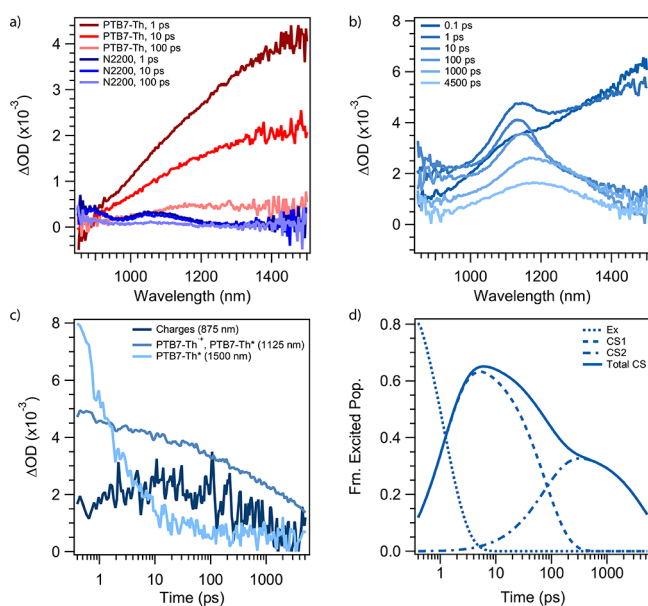 a)
PTB7-Th, 1 ps
PTB7-Th, 10 ps
PTB7-Th, 100 ps
N2200, 1 ps
N2200, 10 ps
N2200, 100 ps
4
3
2
1
0
ΔOD (x10⁻³)
1000 1200 1400
Wavelength (nm)
b)
0.1 ps
1 ps
10 ps
100 ps
1000 ps
4500 ps
8
6
4
2
0
ΔOD (x10⁻³)
1000 1200 1400
Wavelength (nm)
c)
Charges (875 nm)
PTB7-Th⁺*, PTB7-Th* (1125 nm)
PTB7-Th* (1500 nm)
8
6
4
2
0
ΔOD (x10⁻³)
1 10 100 1000
Time (ps)
d)
Ex
CS1
CS2
Total CS
0.8
0.6
0.4
0.2
0.0
Frn. Excited Pop.
1 10 100 1000
Time (ps)